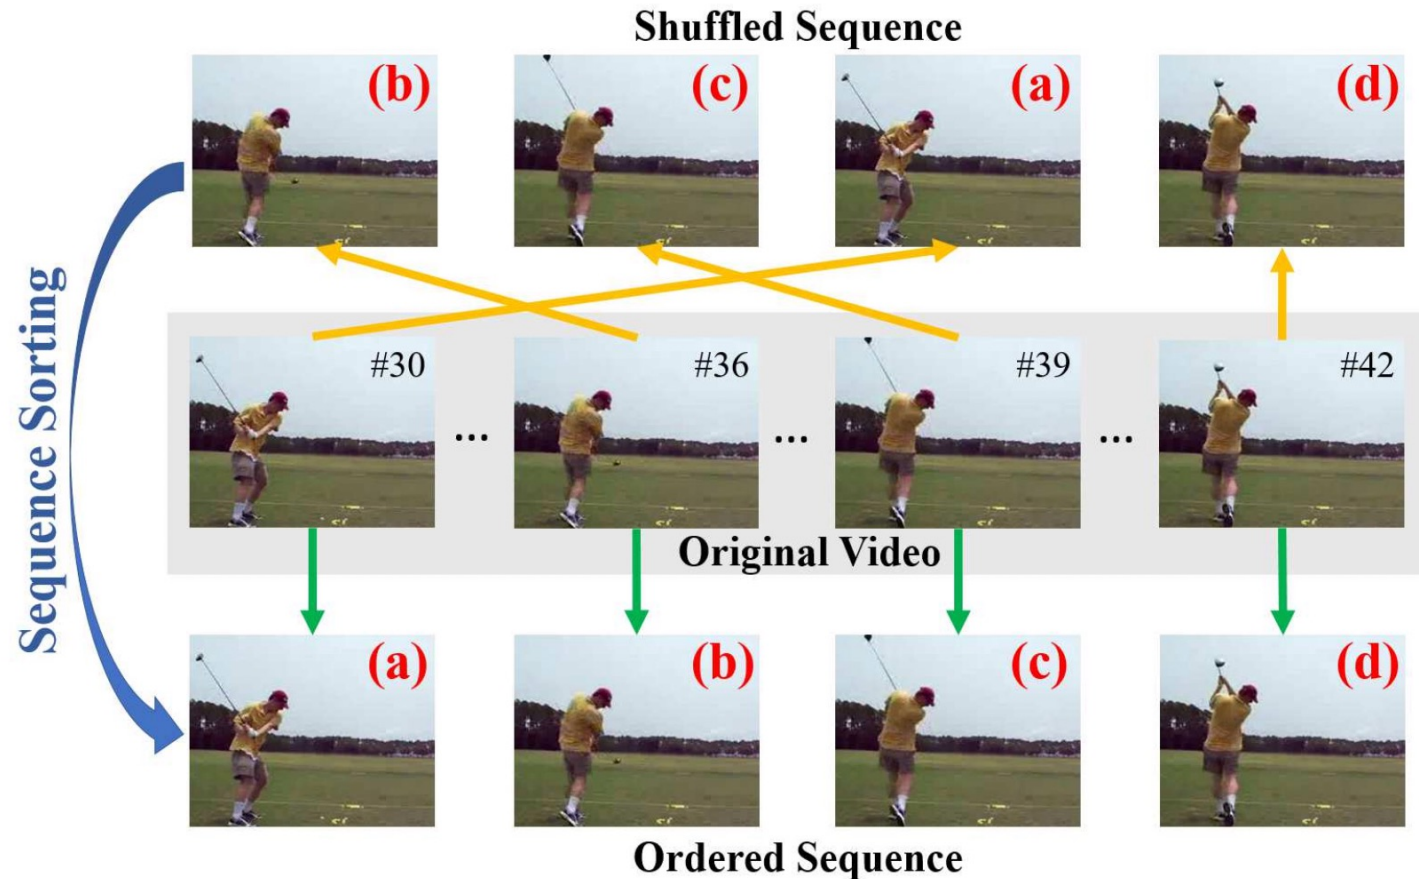 Shuffled Sequence
(b) (c) (a) (d)
Sequence Sorting
#30 #36 #39 #42
... ... ...
Original Video
(a) (b) (c) (d)
Ordered Sequence